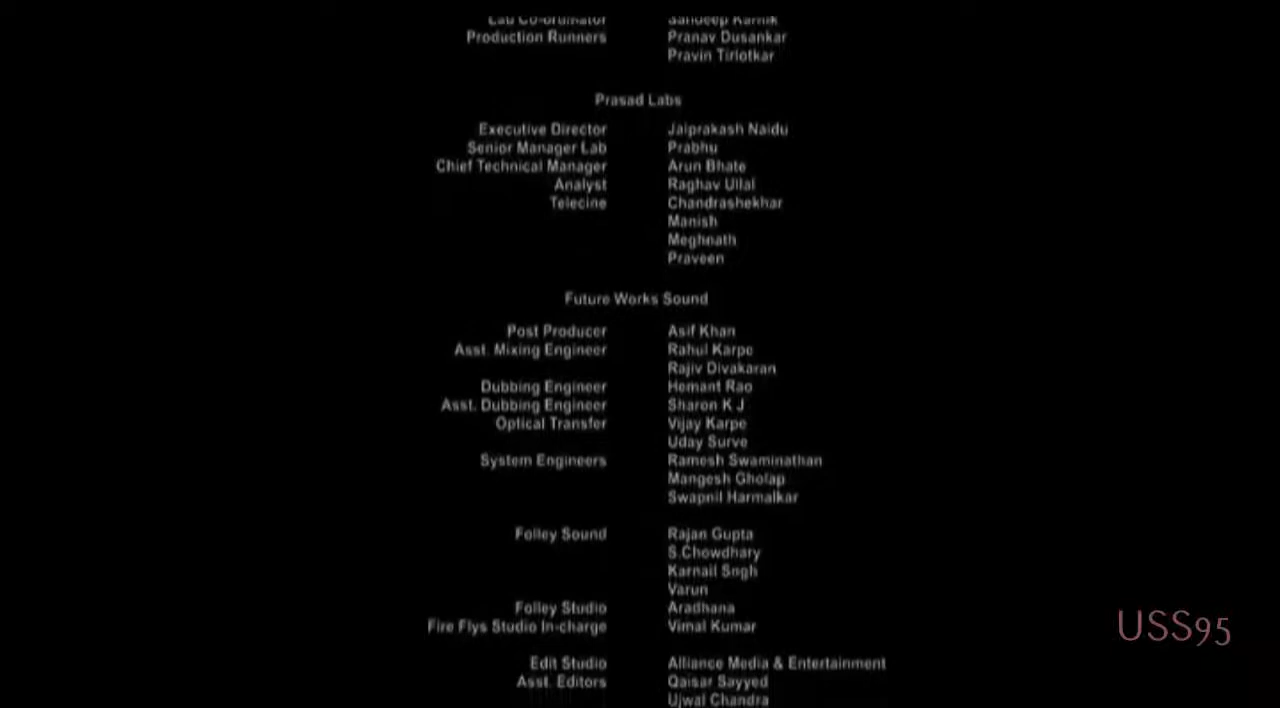 Lab Co-ordinator Sandeep Karnik
Production Runners Pranav Dusankar
Pravin Tirlotkar
Prasad Labs
Executive Director Jaiprakash Naidu
Senior Manager Lab Prabhu
Chief Technical Manager Arun Bhate
Analyst Raghav Ullal
Telecine Chandrashekhar
Manish
Meghnath
Praveen
Future Works Sound
Post Producer Asif Khan
Asst. Mixing Engineer Rahul Karpe
Rajiv Divakaran
Dubbing Engineer Hemant Rao
Asst. Dubbing Engineer Sharon K J
Optical Transfer Vijay Karpe
Uday Surve
System Engineers Ramesh Swaminathan
Mangesh Gholap
Swapnil Harmalkar
Folley Sound Rajan Gupta
S.Chowdhary
Karnail Sngh
Varun
Folley Studio Aradhana
Fire Flys Studio In-charge Vimal Kumar
USS95
Edit Studio Alliance Media & Entertainment
Asst. Editors Qaisar Sayyed
Ujwal Chandra